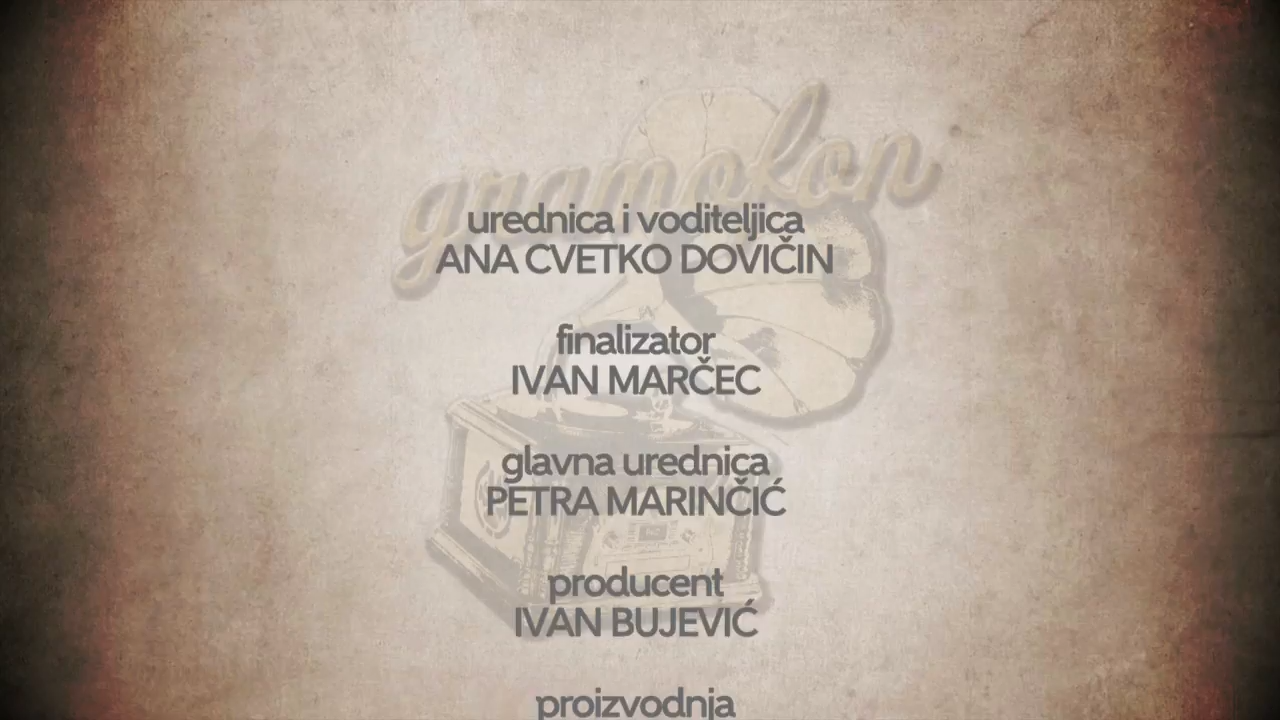 gramofon
urednica i voditeljica
ANA CVETKO DOVIČIN
finalizator
IVAN MARČEC
glavna urednica
PETRA MARINČIĆ
producent
IVAN BUJEVIĆ
proizvodnja